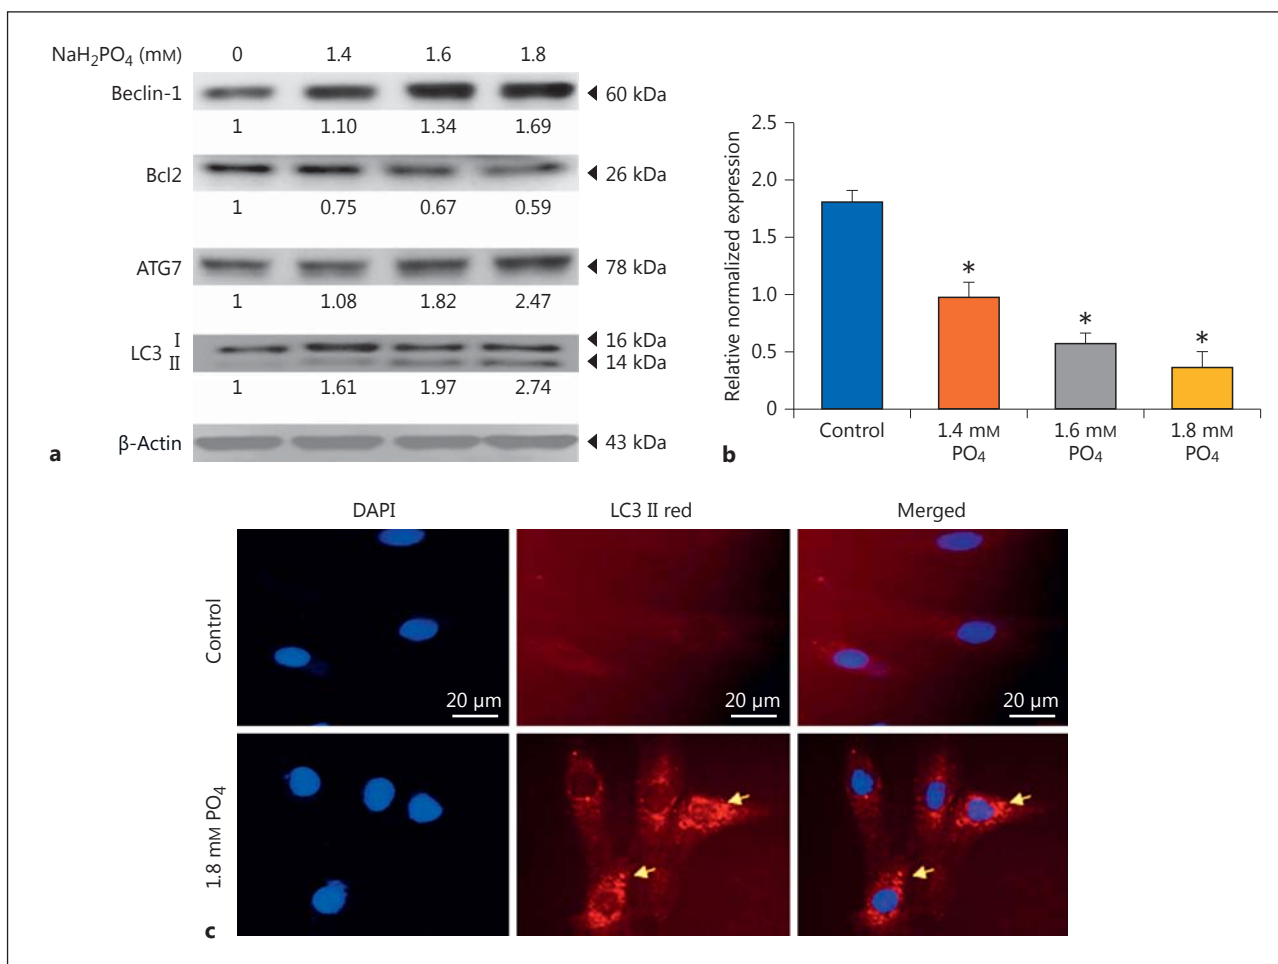 NaH₂PO₄ (mM) 0 1.4 1.6 1.8
Beclin-1 60 kDa
1 1.10 1.34 1.69
Bcl2 26 kDa
1 0.75 0.67 0.59
ATG7 78 kDa
1 1.08 1.82 2.47
LC3 I 16 kDa
II 14 kDa
1 1.61 1.97 2.74
β-Actin 43 kDa
a
Relative normalized expression
2.5
2.0
1.5
1.0
0.5
0
* * *
Control 1.4 mM PO₄ 1.6 mM PO₄ 1.8 mM PO₄
b
DAPI LC3 II red Merged
Control
20 µm 20 µm 20 µm
1.8 mM PO₄
c